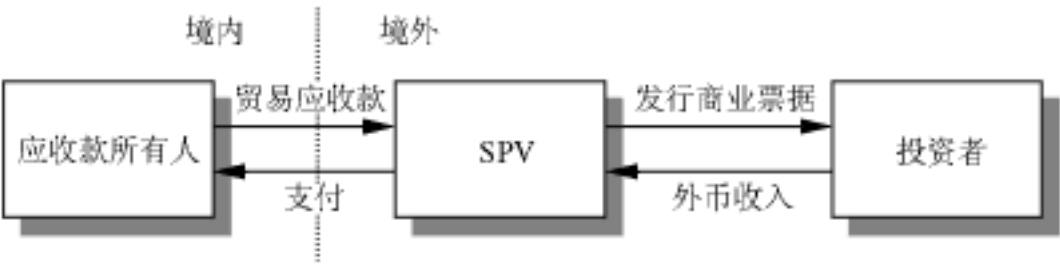 境内
境外
贸易应收款
发行商业票据
应收款所有人
SPV
投资者
支付
外币收入